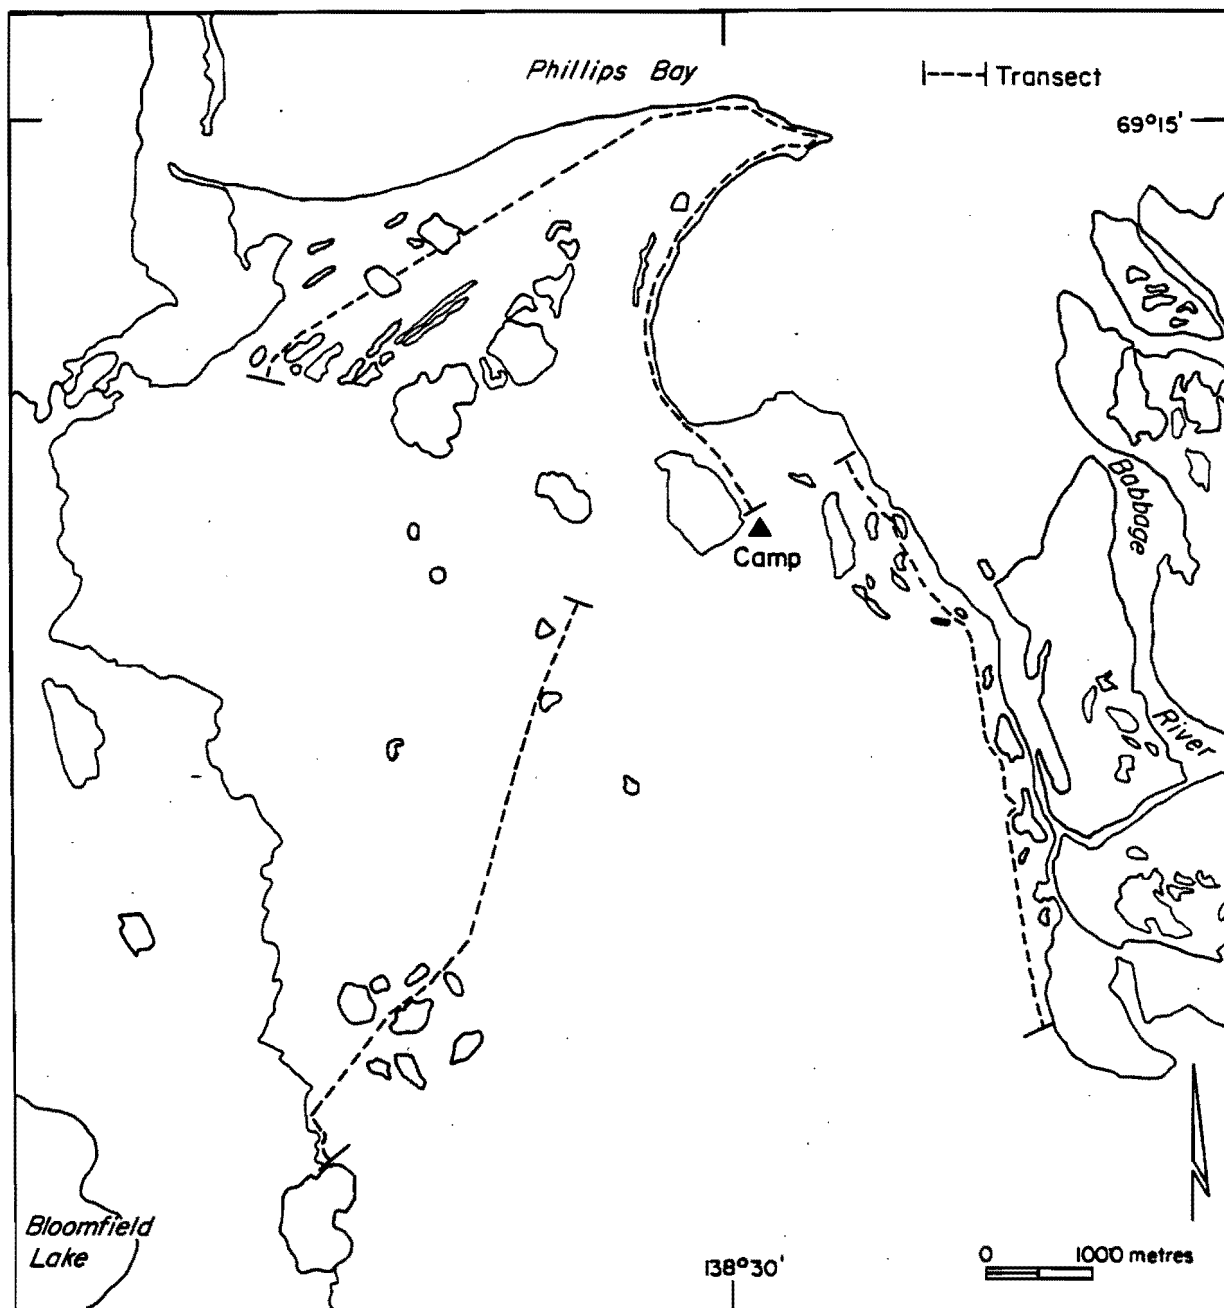 Phillips Bay
Transect
69°15'
Babbage
River
Camp
Bloomfield
Lake
138°30'
0 1000 metres